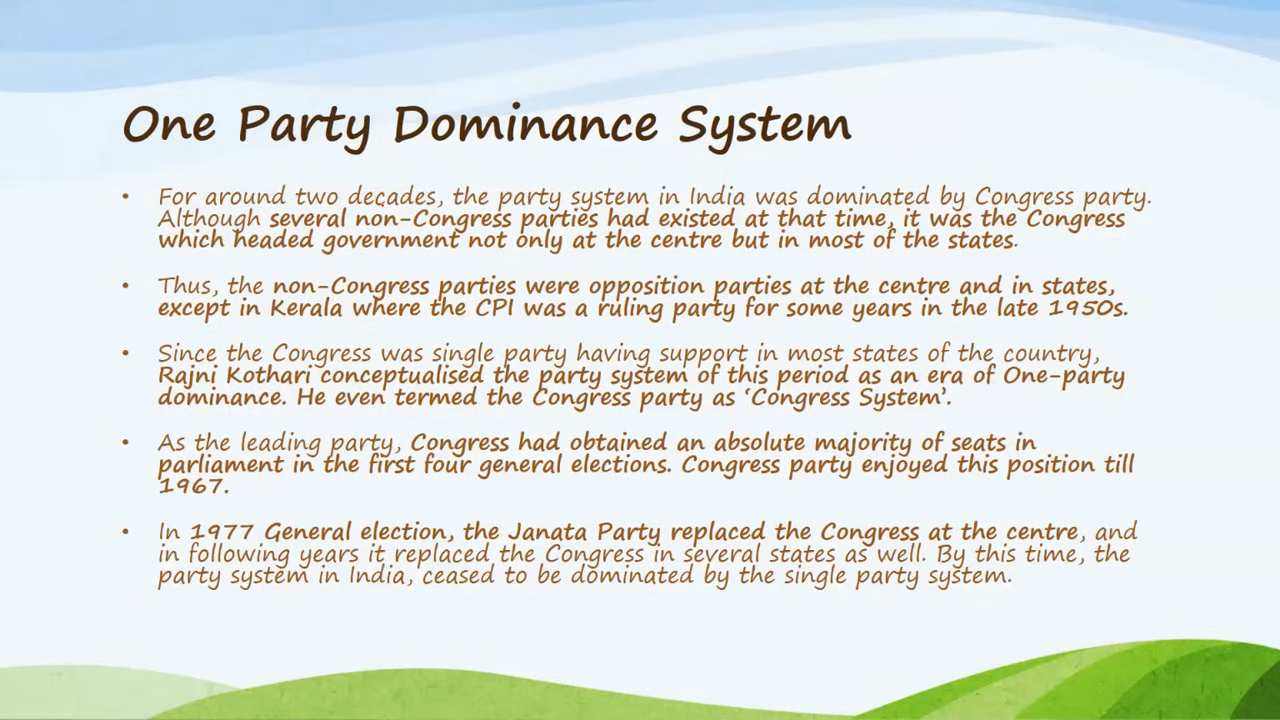 One Party Dominance System
• For around two decades, the party system in India was dominated by Congress party.
Although several non-Congress parties had existed at that time, it was the Congress
which headed government not only at the centre but in most of the states.
• Thus, the non-Congress parties were opposition parties at the centre and in states,
except in Kerala where the CPI was a ruling party for some years in the late 1950s.
• Since the Congress was single party having support in most states of the country,
Rajni Kothari conceptualised the party system of this period as an era of One-party
dominance. He even termed the Congress party as ‘Congress System’.
• As the leading party, Congress had obtained an absolute majority of seats in
parliament in the first four general elections. Congress party enjoyed this position till
1967.
• In 1977 General election, the Janata Party replaced the Congress at the centre, and
in following years it replaced the Congress in several states as well. By this time, the
party system in India, ceased to be dominated by the single party system.